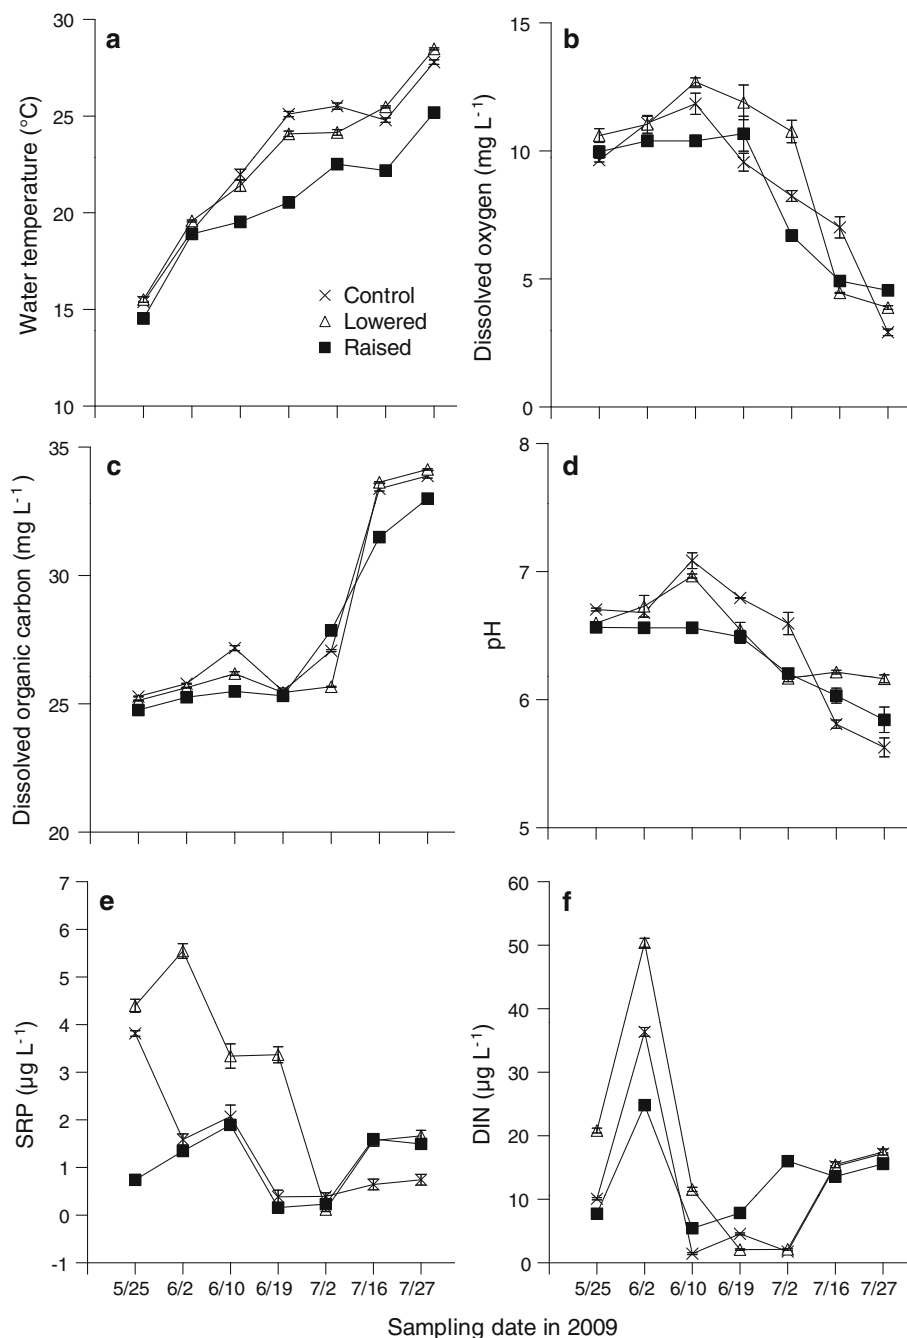 a
Water temperature (°C)
30
25
20
15
10
Control
Lowered
Raised
b
Dissolved oxygen (mg L-1)
15
10
5
0
c
Dissolved organic carbon (mg L-1)
35
30
25
20
d
pH
8
7
6
5
e
SRP (µg L-1)
7
6
5
4
3
2
1
0
-1
5/25 6/2 6/10 6/19 7/2 7/16 7/27
f
DIN (µg L-1)
60
50
40
30
20
10
0
5/25 6/2 6/10 6/19 7/2 7/16 7/27
Sampling date in 2009